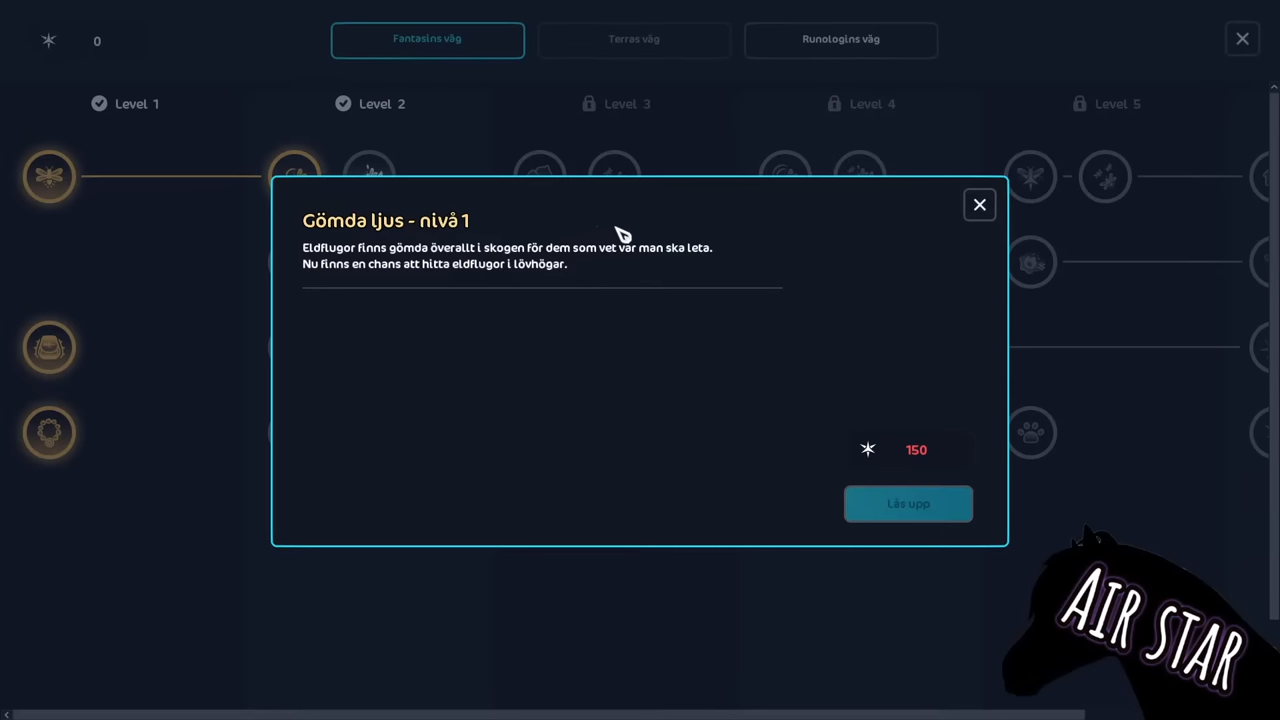 0
Fantasins väg
Terras väg
Runologins väg
Level 1
Level 2
Level 3
Level 4
Level 5
Gömda ljus - nivå 1
Eldflugor finns gömda överallt i skogen för dem som vet var man ska leta.
Nu finns en chans att hitta eldflugor i lövhögar.
150
Lås upp
AIR STAR